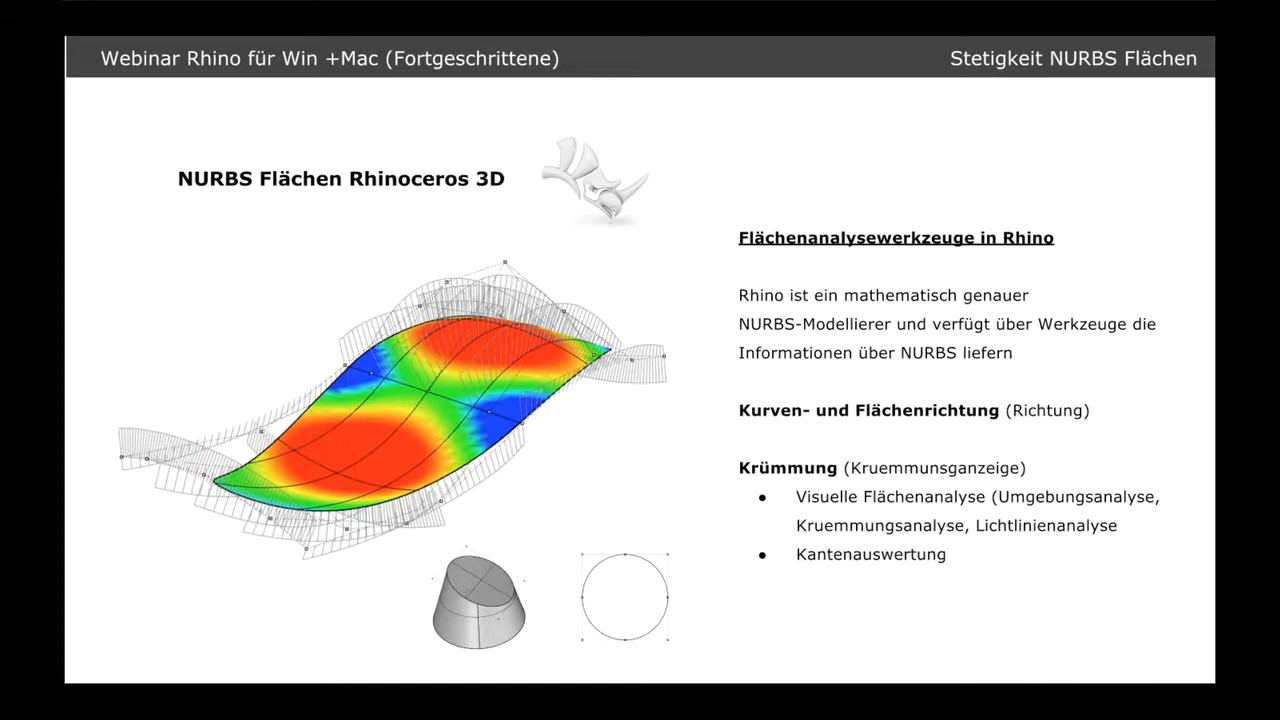 Webinar Rhino für Win +Mac (Fortgeschrittene)
Stetigkeit NURBS Flächen
NURBS Flächen Rhinoceros 3D
Flächenanalysewerkzeuge in Rhino
Rhino ist ein mathematisch genauer
NURBS-Modellierer und verfügt über Werkzeuge die
Informationen über NURBS liefern
Kurven- und Flächenrichtung (Richtung)
Krümmung (Kruemmunsganzeige)
● Visuelle Flächenanalyse (Umgebungsanalyse,
Kruemmungsanalyse, Lichtlinienanalyse
● Kantenauswertung